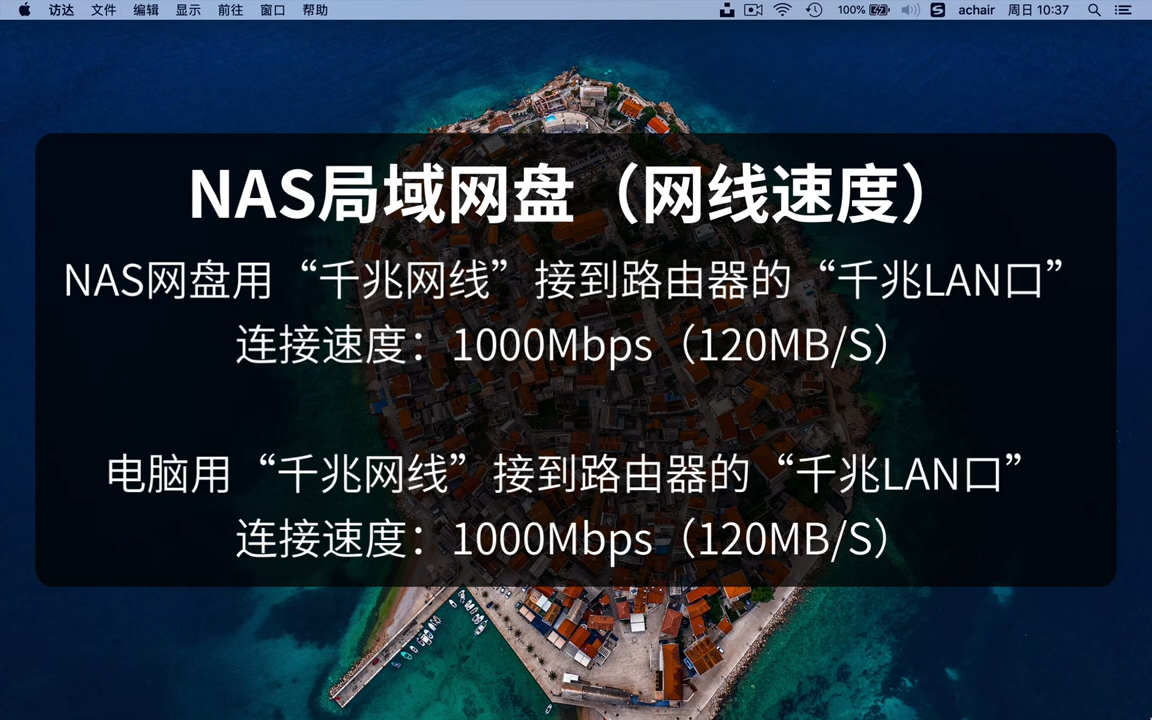 访达 文件 编辑 显示 前往 窗口 帮助 100% achair 周日 10:37
NAS局域网盘（网线速度）
NAS网盘用“千兆网线”接到路由器的“千兆LAN口”
连接速度：1000Mbps（120MB/S）
电脑用“千兆网线”接到路由器的“千兆LAN口”
连接速度：1000Mbps（120MB/S）